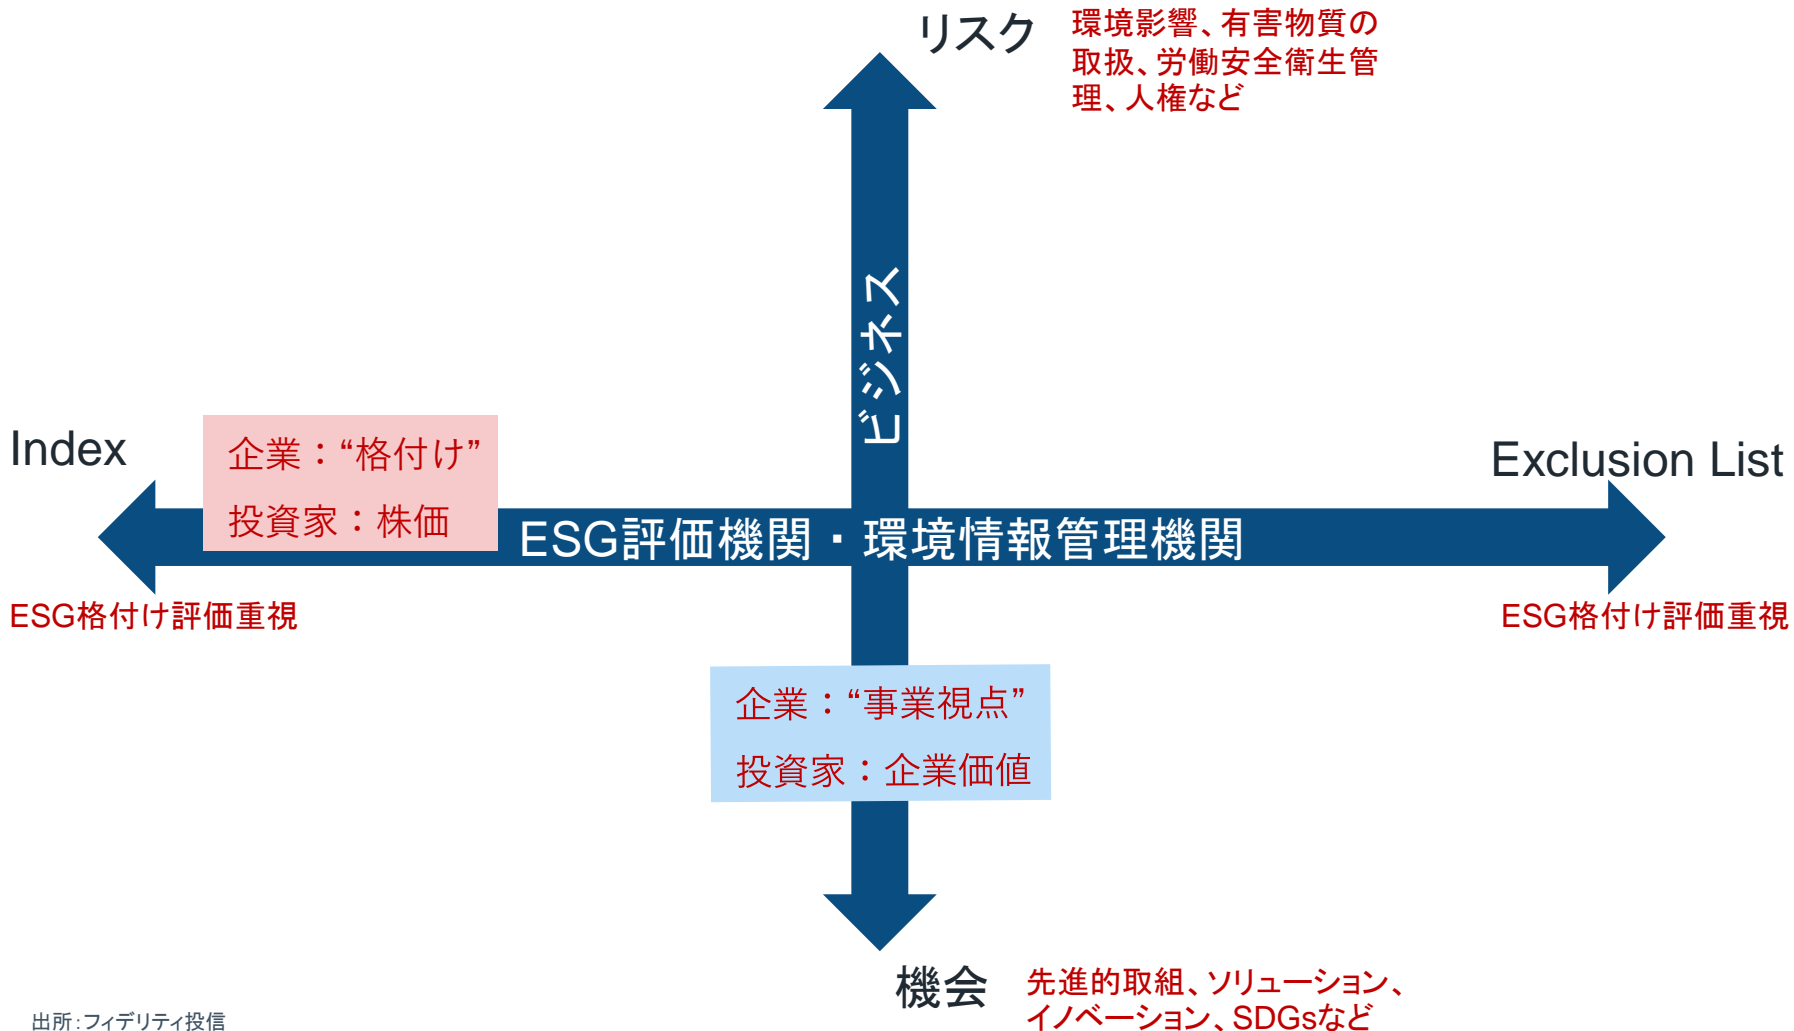 リスク
環境影響、有害物質の
取扱、労働安全衛生管
理、人権など
ビジネス
Index
企業：“格付け”
投資家：株価
Exclusion List
ESG評価機関・環境情報管理機関
ESG格付け評価重視
ESG格付け評価重視
企業：“事業視点”
投資家：企業価値
機会
先進的取組、ソリューション、
イノベーション、SDGsなど
出所：フィデリティ投信